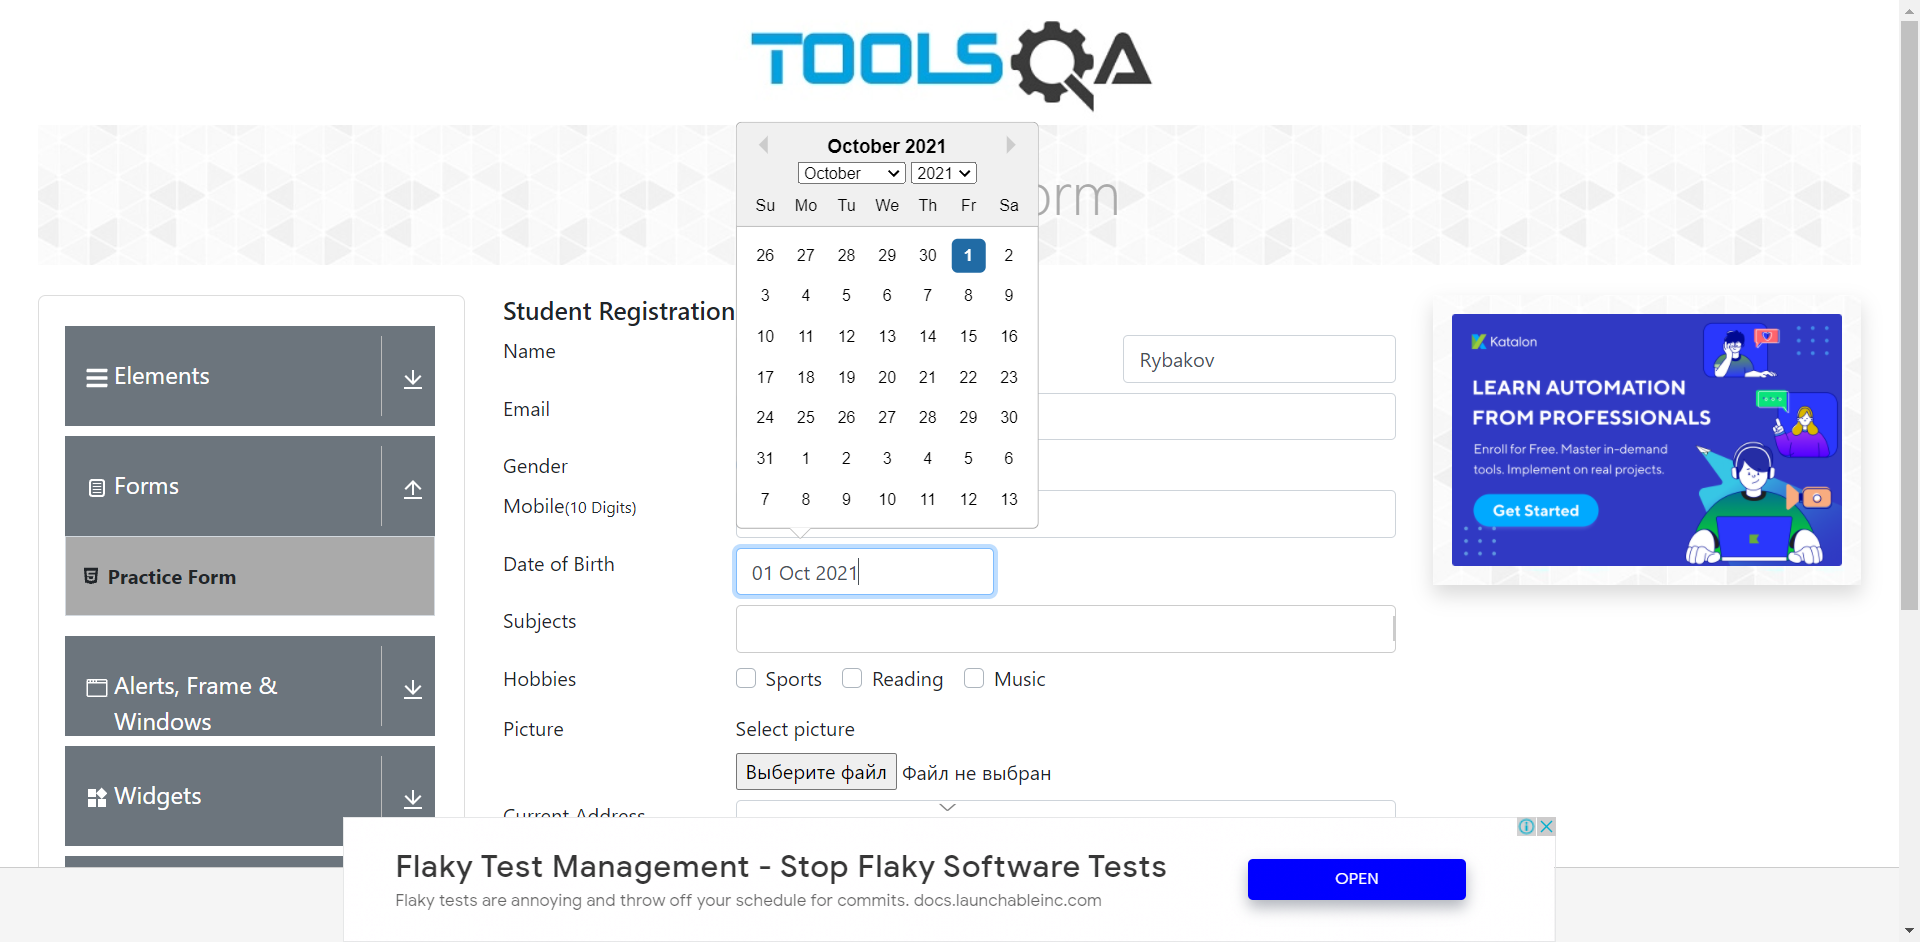 TOOLSQA
orm
October 2021
October 2021
Su Mo Tu We Th Fr Sa
26 27 28 29 30 1 2
3 4 5 6 7 8 9
10 11 12 13 14 15 16
17 18 19 20 21 22 23
24 25 26 27 28 29 30
31 1 2 3 4 5 6
7 8 9 10 11 12 13
Elements
Forms
Practice Form
Alerts, Frame &
Windows
Widgets
Student Registration
Name
Rybakov
Email
Gender
Mobile(10 Digits)
Date of Birth
01 Oct 2021
Subjects
Hobbies
Sports Reading Music
Picture
Select picture
Выберите файл Файл не выбран
Current Address
Katalon
LEARN AUTOMATION
FROM PROFESSIONALS
Enroll for Free. Master in-demand
tools. Implement on real projects.
Get Started
Flaky Test Management - Stop Flaky Software Tests
Flaky tests are annoying and throw off your schedule for commits. docs.launchableinc.com
OPEN